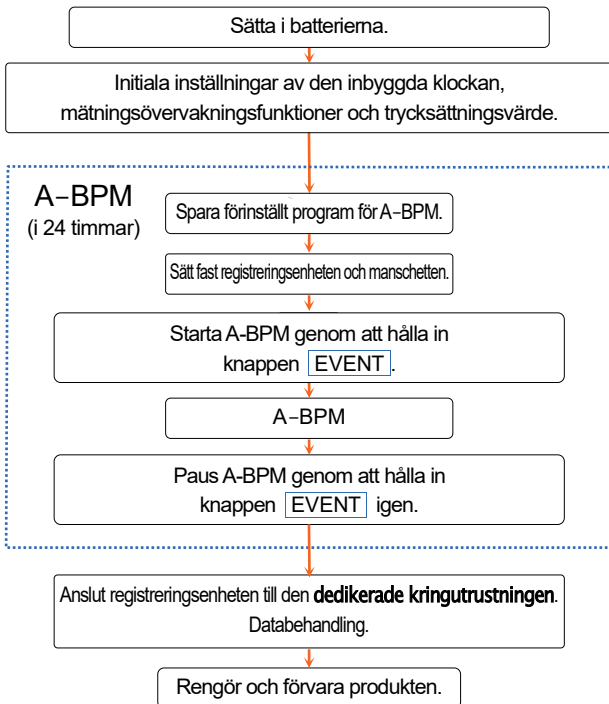 Sätta i batterierna.
Initiala inställningar av den inbyggda klockan,
mätningsövervakningsfunktioner och trycksättningsvärde.
A–BPM
(i 24 timmar)
Spara förinställt program för A–BPM.
Sätt fast registreringsenheten och manschetten.
Starta A-BPM genom att hålla in
knappen EVENT.
A–BPM
Paus A-BPM genom att hålla in
knappen EVENT igen.
Anslut registreringsenheten till den dedikerade kringutrustningen.
Databehandling.
Rengör och förvara produkten.